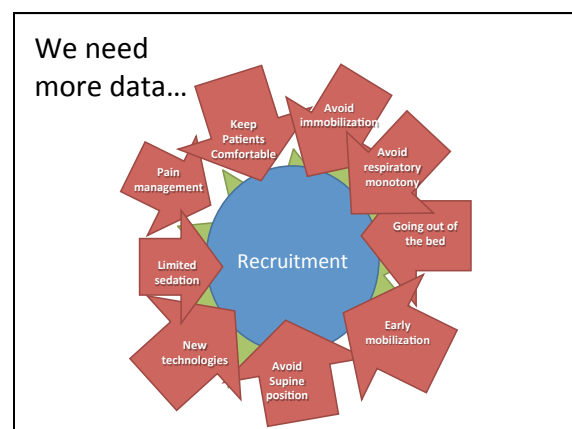 We need
more data…
Keep
Patients
Comfortable
Avoid
immobilization
Avoid
respiratory
monotony
Going out of
the bed
Early
mobilization
Avoid
Supine
position
New
technologies
Limited
sedation
Pain
management
Recruitment